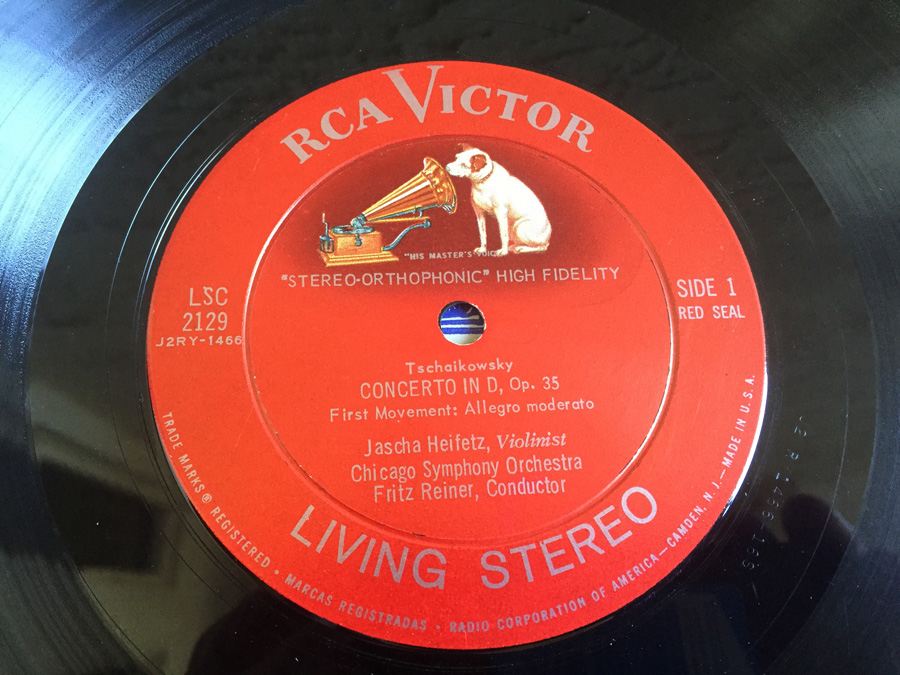 RCA VICTOR
"HIS MASTER'S VOICE
"STEREO-ORTHOPHONIC" HIGH FIDELITY
LSC
2129
J2RY-1466
SIDE 1
RED SEAL
Tschaikowsky
CONCERTO IN D, Op. 35
First Movement: Allegro moderato
Jascha Heifetz, Violinist
Chicago Symphony Orchestra
Fritz Reiner, Conductor
LIVING STEREO
TRADE MARKS ® REGISTERED • MARCAS REGISTRADAS • RADIO CORPORATION OF AMERICA—CAMDEN, N. J.—MADE IN U.S.A.